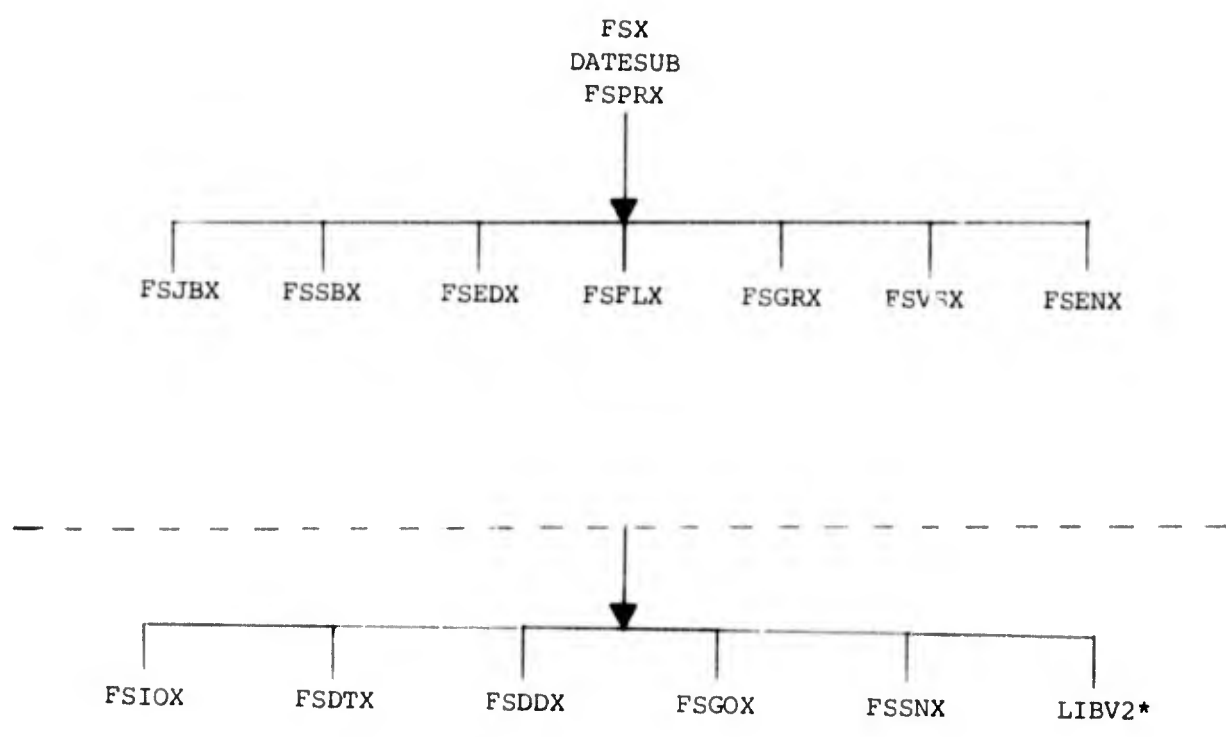 FSX
DATESUB
FSPRX
FSJBX FSSBX FSEDX FSFLX FSGRX FSENX
FSIOX FSDTX FSDDX FSGOX FSSNX LIBV2*